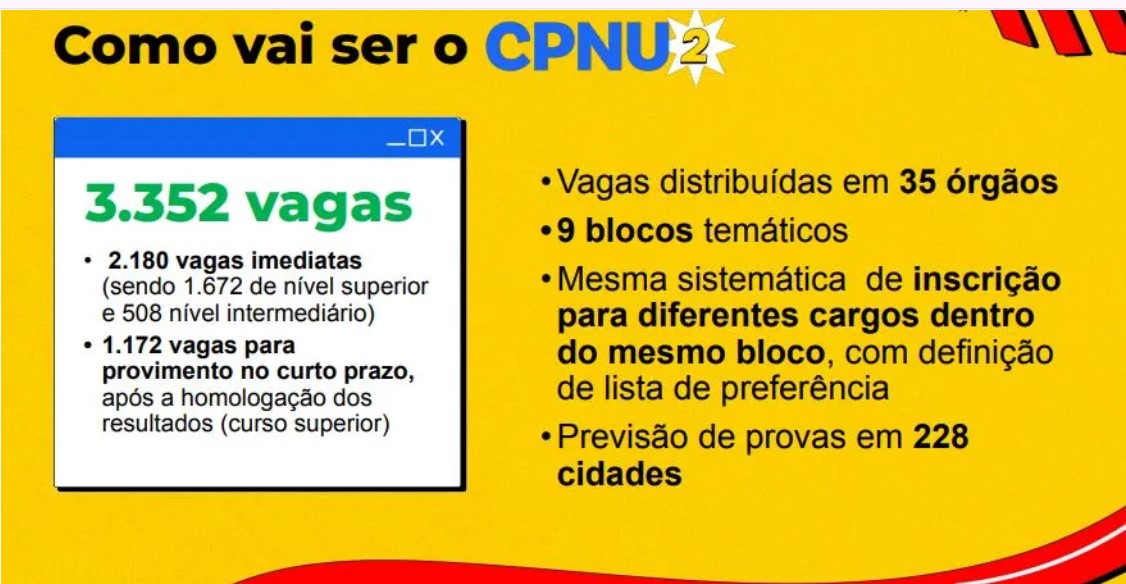 Como vai ser o CPNU 2
3.352 vagas
• 2.180 vagas imediatas
(sendo 1.672 de nível superior
e 508 nível intermediário)
• 1.172 vagas para
provimento no curto prazo,
após a homologação dos
resultados (curso superior)
• Vagas distribuídas em 35 órgãos
• 9 blocos temáticos
• Mesma sistemática de inscrição
para diferentes cargos dentro
do mesmo bloco, com definição
de lista de preferência
• Previsão de provas em 228
cidades